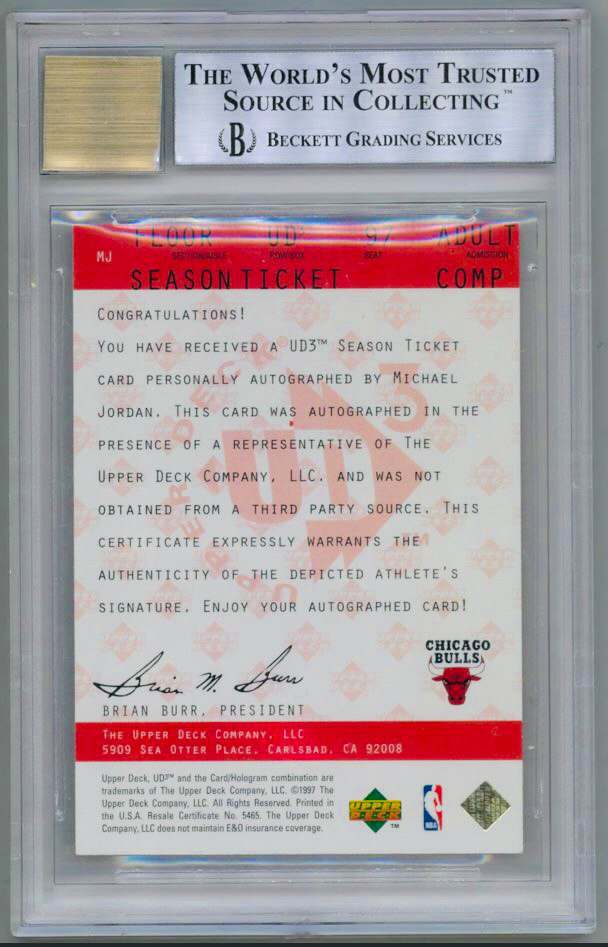 THE WORLD'S MOST TRUSTED
SOURCE IN COLLECTING™
B BECKETT GRADING SERVICES
FLOOR UD³ 97 ADULT
MJ SECTION/AISLE ROW/BOX SEAT ADMISSION
SEASON TICKET COMP
CONGRATULATIONS!
YOU HAVE RECEIVED A UD3™ SEASON TICKET
CARD PERSONALLY AUTOGRAPHED BY MICHAEL
JORDAN. THIS CARD WAS AUTOGRAPHED IN THE
PRESENCE OF A REPRESENTATIVE OF THE
UPPER DECK COMPANY, LLC. AND WAS NOT
OBTAINED FROM A THIRD PARTY SOURCE. THIS
CERTIFICATE EXPRESSLY WARRANTS THE
AUTHENTICITY OF THE DEPICTED ATHLETE'S
SIGNATURE. ENJOY YOUR AUTOGRAPHED CARD!
UPPER DECK
UD3
CHICAGO
BULLS
Brian M. Burr
BRIAN BURR, PRESIDENT
THE UPPER DECK COMPANY, LLC
5909 SEA OTTER PLACE, CARLSBAD, CA 92008
Upper Deck, UD³™ and the Card/Hologram combination are
trademarks of The Upper Deck Company, LLC. ©1997 The
Upper Deck Company, LLC. All Rights Reserved. Printed in
the U.S.A. Resale Certificate No. 5465. The Upper Deck
Company, LLC does not maintain E&O insurance coverage.
UPPER
DECK
™
NBA